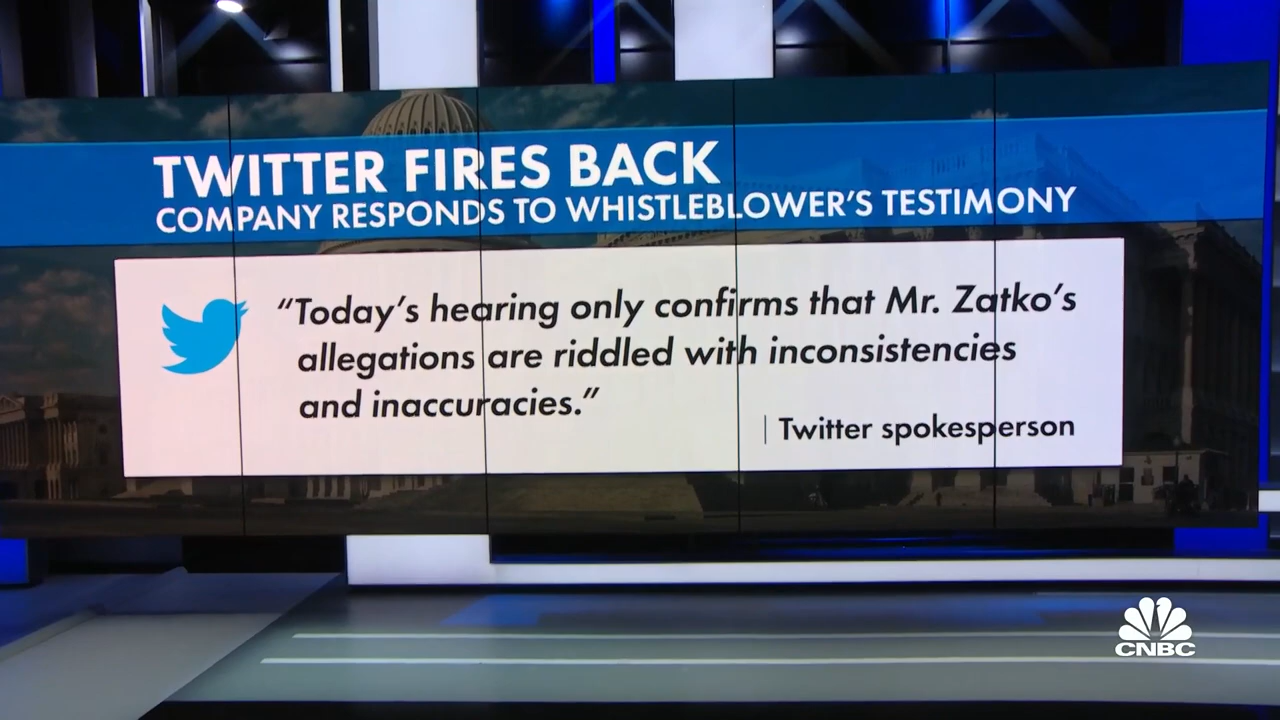 TWITTER FIRES BACK
COMPANY RESPONDS TO WHISTLEBLOWER'S TESTIMONY
“Today’s hearing only confirms that Mr. Zatko’s
allegations are riddled with inconsistencies
and inaccuracies.”
Twitter spokesperson
CNBC